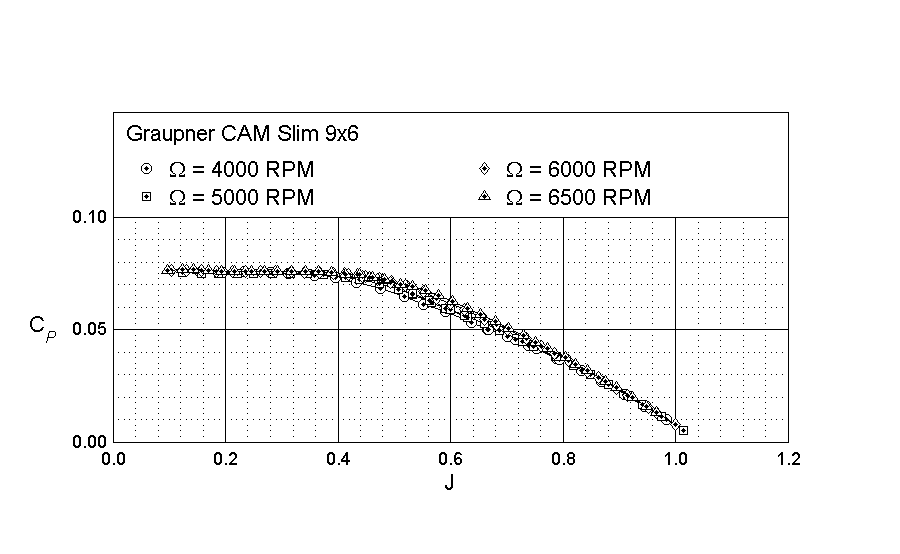 Graupner CAM Slim 9x6
Ω = 4000 RPM
Ω = 6000 RPM
Ω = 5000 RPM
Ω = 6500 RPM
0.10
C_P 0.05
0.00
0.0 0.2 0.4 0.6 0.8 1.0 1.2
J